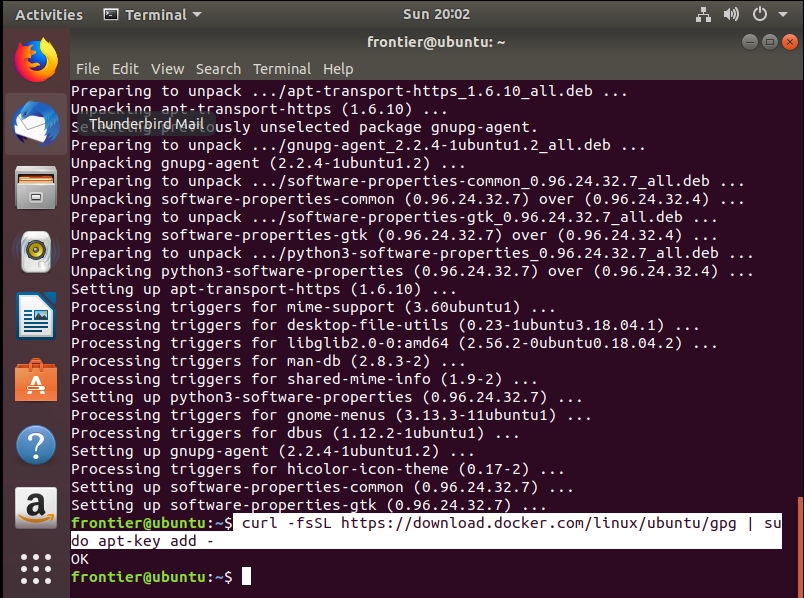 Activities Terminal Sun 20:02
frontier@ubuntu: ~
File Edit View Search Terminal Help
Preparing to unpack .../apt-transport-https_1.6.10_all.deb ...
Unpacking apt-transport-https (1.6.10) ...
Thunderbird Mail
Selecting previously unselected package gnupg-agent.
Preparing to unpack .../gnupg-agent_2.2.4-1ubuntu1.2_all.deb ...
Unpacking gnupg-agent (2.2.4-1ubuntu1.2) ...
Preparing to unpack .../software-properties-common_0.96.24.32.7_all.deb ...
Unpacking software-properties-common (0.96.24.32.7) over (0.96.24.32.4) ...
Preparing to unpack .../software-properties-gtk_0.96.24.32.7_all.deb ...
Unpacking software-properties-gtk (0.96.24.32.7) over (0.96.24.32.4) ...
Preparing to unpack .../python3-software-properties_0.96.24.32.7_all.deb ...
Unpacking python3-software-properties (0.96.24.32.7) over (0.96.24.32.4) ...
Setting up apt-transport-https (1.6.10) ...
Processing triggers for mime-support (3.60ubuntu1) ...
Processing triggers for desktop-file-utils (0.23-1ubuntu3.18.04.1) ...
Processing triggers for libglib2.0-0:amd64 (2.56.2-0ubuntu0.18.04.2) ...
Processing triggers for man-db (2.8.3-2) ...
Processing triggers for shared-mime-info (1.9-2) ...
Setting up python3-software-properties (0.96.24.32.7) ...
Processing triggers for gnome-menus (3.13.3-11ubuntu1) ...
Processing triggers for dbus (1.12.2-1ubuntu1) ...
Setting up gnupg-agent (2.2.4-1ubuntu1.2) ...
Processing triggers for hicolor-icon-theme (0.17-2) ...
Setting up software-properties-common (0.96.24.32.7) ...
Setting up software-properties-gtk (0.96.24.32.7) ...
frontier@ubuntu:~$ curl -fsSL https://download.docker.com/linux/ubuntu/gpg | su
do apt-key add -
OK
frontier@ubuntu:~$